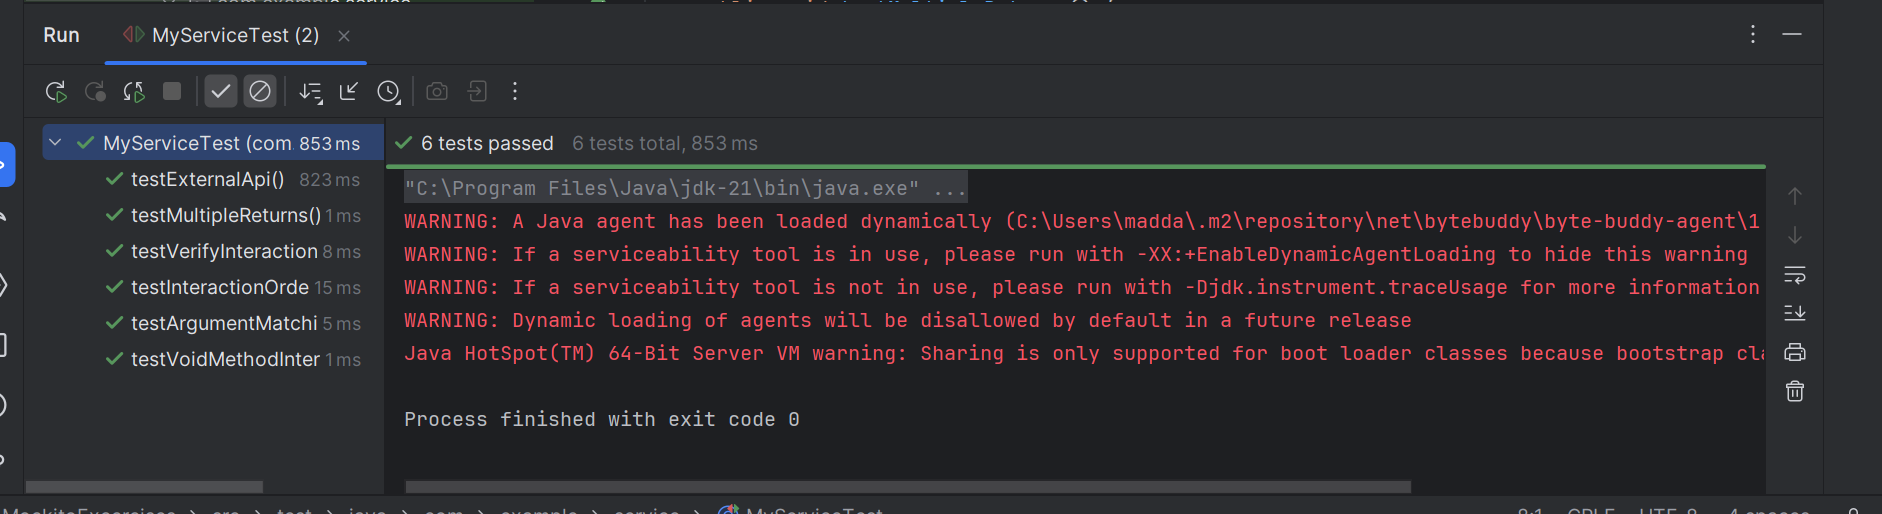 Run
MyServiceTest (2)
MyServiceTest (com. 853 ms
6 tests passed 6 tests total, 853 ms
testExternalApi() 823 ms
testMultipleReturns() 1 ms
testVerifyInteraction 8 ms
testInteractionOrde 15 ms
testArgumentMatchi 5 ms
testVoidMethodInter 1 ms
"C:\Program Files\Java\jdk-21\bin\java.exe" ...
WARNING: A Java agent has been loaded dynamically (C:\Users\madda\.m2\repository\net\bytebuddy\byte-buddy-agent\1
WARNING: If a serviceability tool is in use, please run with -XX:+EnableDynamicAgentLoading to hide this warning
WARNING: If a serviceability tool is not in use, please run with -Djdk.instrument.traceUsage for more information
WARNING: Dynamic loading of agents will be disallowed by default in a future release
Java HotSpot(TM) 64-Bit Server VM warning: Sharing is only supported for boot loader classes because bootstrap cla
Process finished with exit code 0
src > test > java > com > example > service > MyServiceTest
8:1 CRLF UTF-8 4 spaces